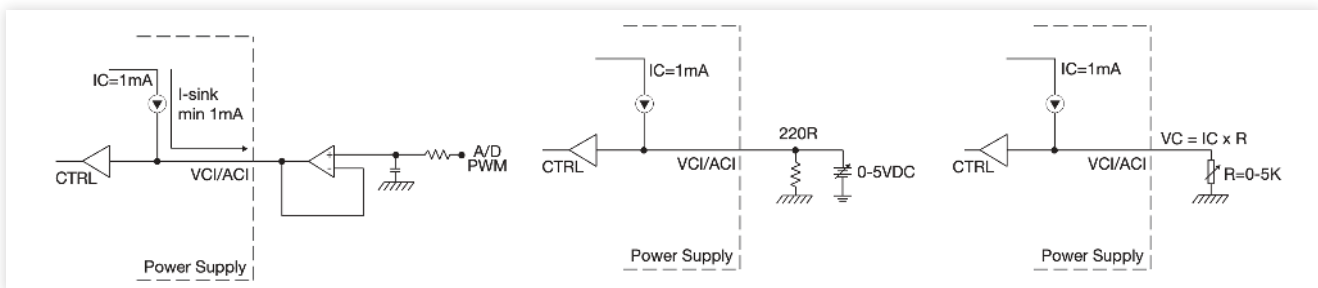 IC=1mA
I-sink
min 1mA
CTRL
VCI/ACI
+
-
A/D
PWM
Power Supply
IC=1mA
220R
CTRL
VCI/ACI
0-5VDC
Power Supply
IC=1mA
VC = IC x R
CTRL
VCI/ACI
R=0-5K
Power Supply